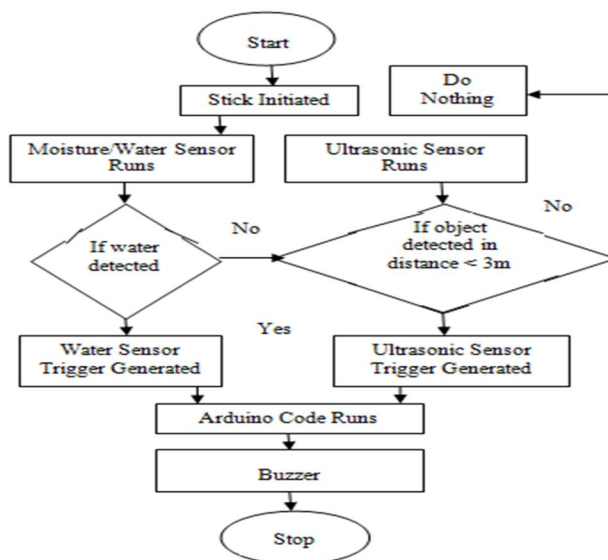 Start
Stick Initiated
Do
Nothing
Moisture/Water Sensor
Runs
Ultrasonic Sensor
Runs
If water
detected
No
If object
detected in
distance < 3m
No
Yes
Water Sensor
Trigger Generated
Ultrasonic Sensor
Trigger Generated
Arduino Code Runs
Buzzer
Stop